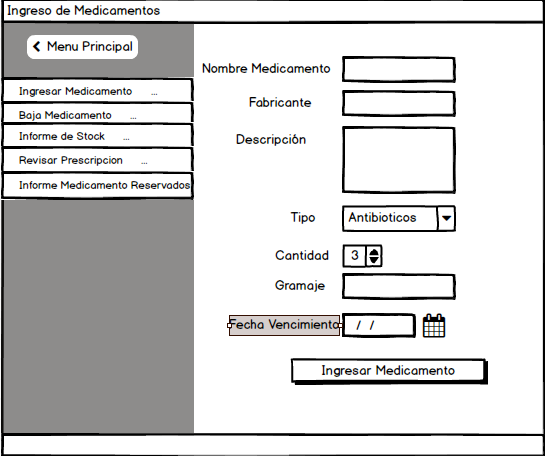 Ingreso de Medicamentos
Menu Principal
Ingresar Medicamento ...
Baja Medicamento ...
Informe de Stock ...
Revisar Prescripcion ...
Informe Medicamento Reservados
Nombre Medicamento
Fabricante
Descripción
Tipo Antibioticos
Cantidad 3
Gramaje
Fecha Vencimiento / /
Ingresar Medicamento